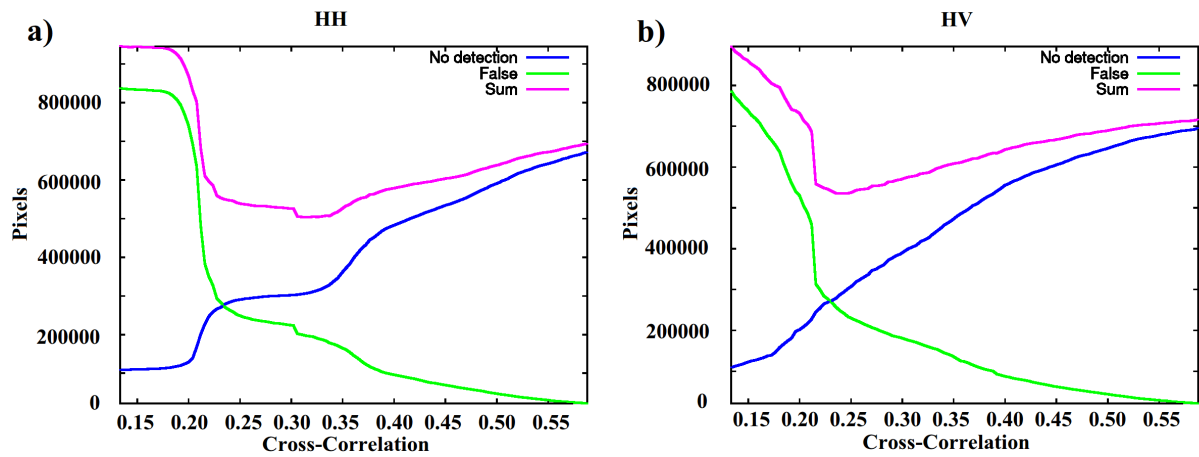 a)
HH
Pixels
800000
600000
400000
200000
0
No detection
False
Sum
0.15 0.20 0.25 0.30 0.35 0.40 0.45 0.50 0.55
Cross-Correlation
b)
HV
Pixels
800000
600000
400000
200000
0
No detection
False
Sum
0.15 0.20 0.25 0.30 0.35 0.40 0.45 0.50 0.55
Cross-Correlation